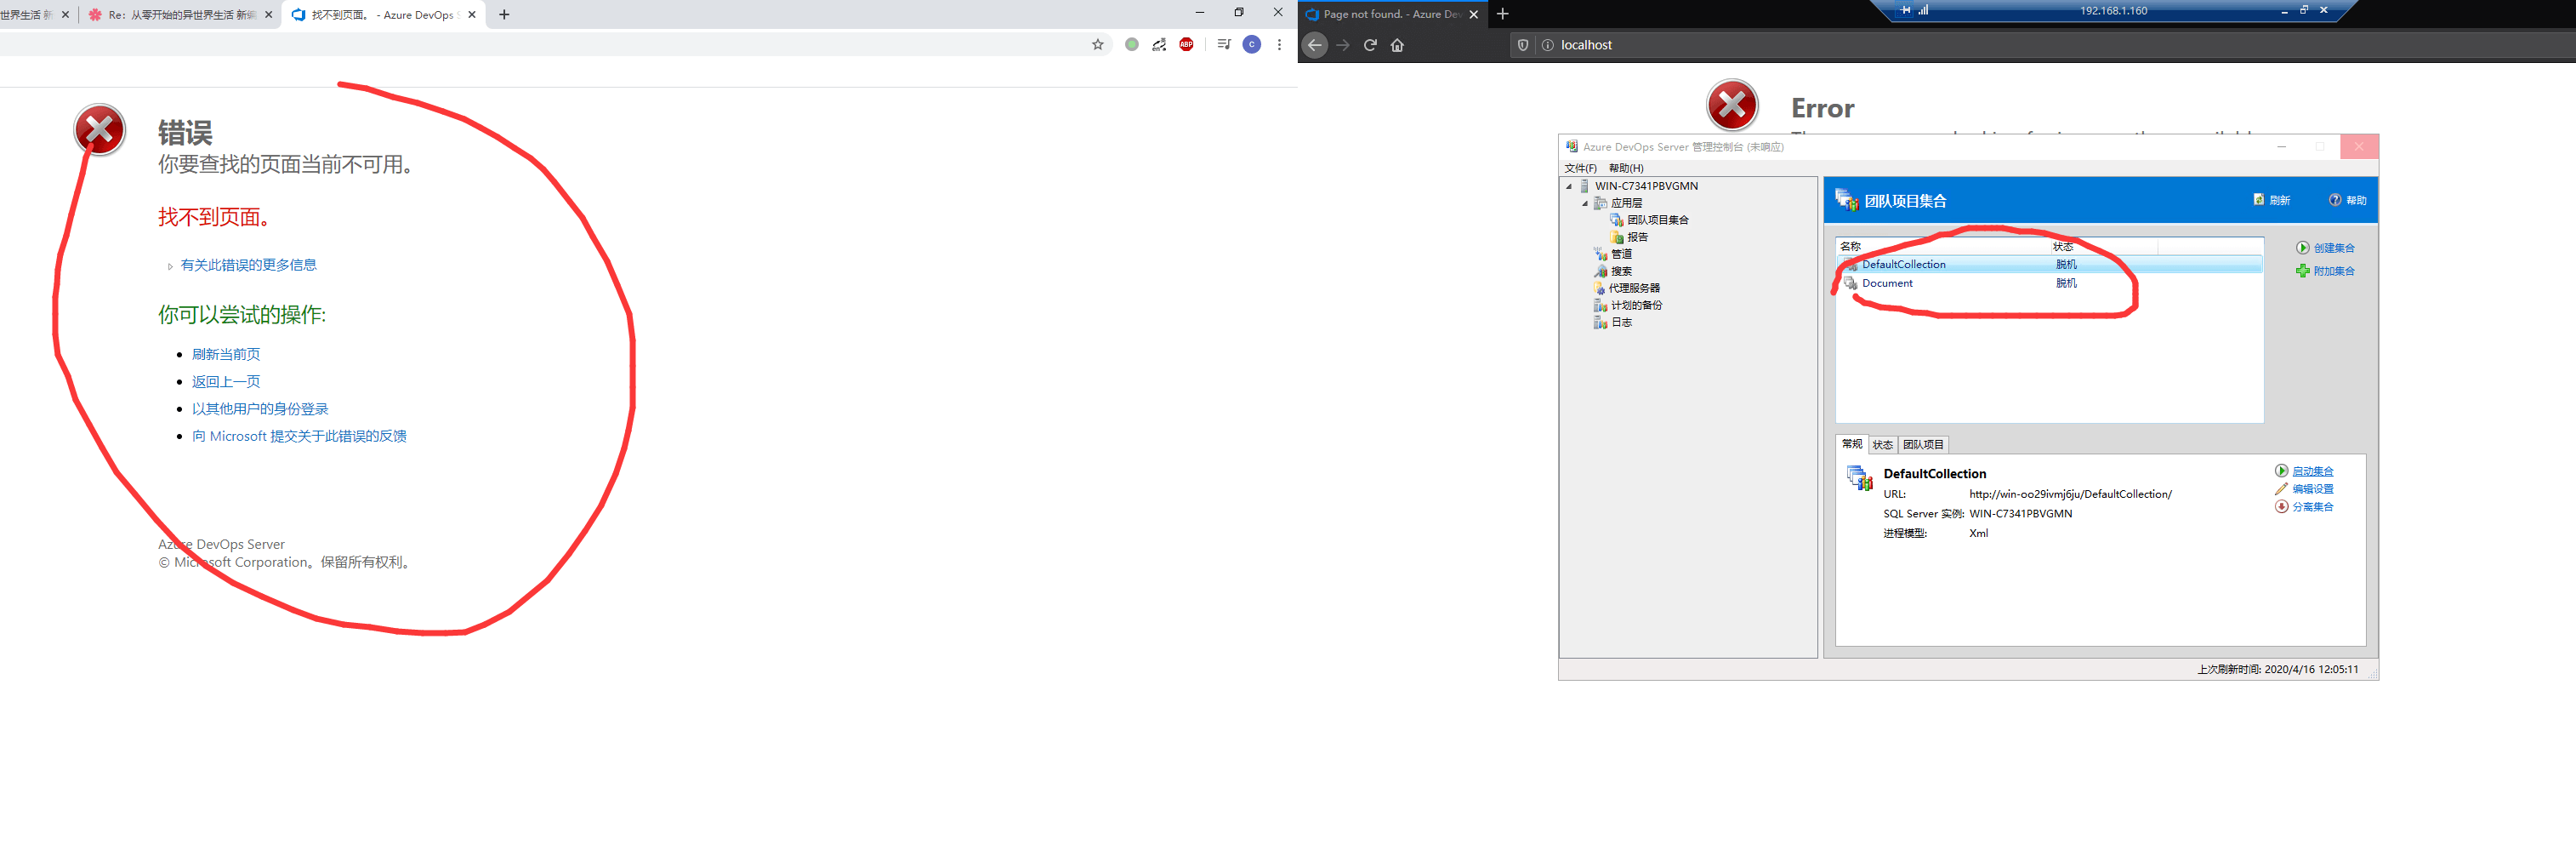 世界生活 新
Re: 从零开始的异世界生活 新编
找不到页面。 - Azure DevOps S
ABP
C
错误
你要查找的页面当前不可用。
找不到页面。
有关此错误的更多信息
你可以尝试的操作:
刷新当前页
返回上一页
以其他用户的身份登录
向 Microsoft 提交关于此错误的反馈
Azure DevOps Server
© Microsoft Corporation。保留所有权利。
Page not found. - Azure Dev
192.168.1.160
localhost
Error
Azure DevOps Server 管理控制台 (未响应)
文件(F) 帮助(H)
WIN-C7341PBVGMN
应用层
团队项目集合
报告
管道
搜索
代理服务器
计划的备份
日志
团队项目集合
刷新 帮助
名称 状态
DefaultCollection 脱机
Document 脱机
创建集合
附加集合
常规 状态 团队项目
DefaultCollection
URL: http://win-oo29ivmj6ju/DefaultCollection/
SQL Server 实例: WIN-C7341PBVGMN
进程模型: Xml
启动集合
编辑设置
分离集合
上次刷新时间: 2020/4/16 12:05:11